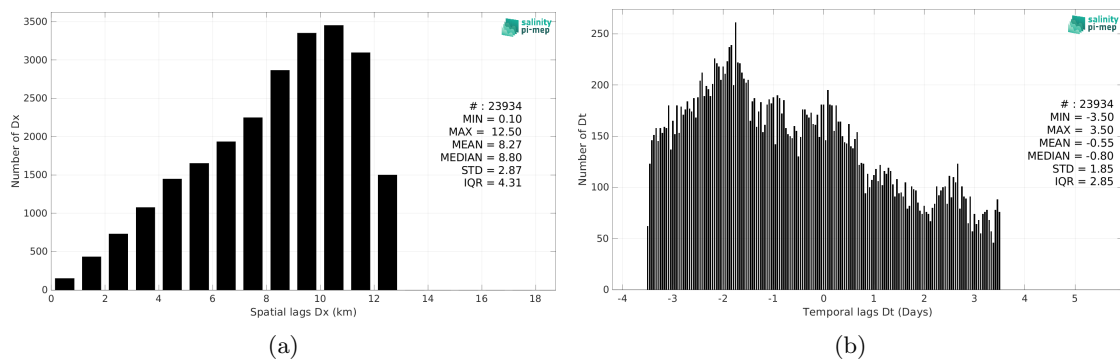 3500
3000
2500
2000
1500
1000
500
0
Number of Dx
0
2
4
6
8
10
12
14
16
18
Spatial lags Dx (km)
salinity
pi-mep
# : 23934
MIN = 0.10
MAX = 12.50
MEAN = 8.27
MEDIAN = 8.80
STD = 2.87
IQR = 4.31
(a)
250
200
150
100
50
0
Number of Dt
-4
-3
-2
-1
0
1
2
3
4
5
Temporal lags Dt (Days)
salinity
pi-mep
# : 23934
MIN = -3.50
MAX = 3.50
MEAN = -0.55
MEDIAN = -0.80
STD = 1.85
IQR = 2.85
(b)